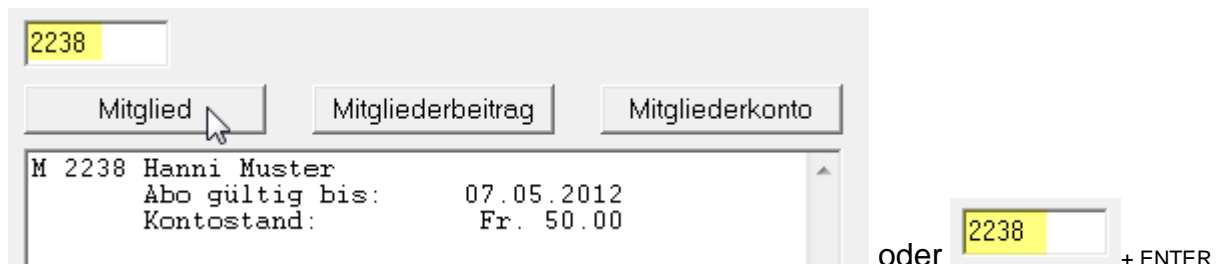 2238
Mitglied Mitgliederbeitrag Mitgliederkonto
M 2238 Hanni Muster
Abo gültig bis: 07.05.2012
Kontostand: Fr. 50.00
oder 2238 + ENTER